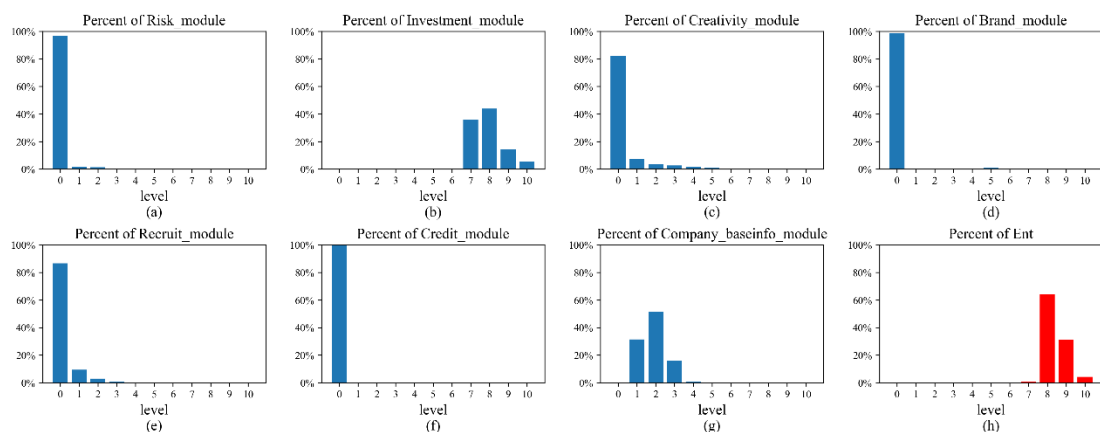 Percent of Risk_module
100%
80%
60%
40%
20%
0%
0 1 2 3 4 5 6 7 8 9 10
level
(a)
Percent of Investment_module
100%
80%
60%
40%
20%
0%
0 1 2 3 4 5 6 7 8 9 10
level
(b)
Percent of Creativity_module
100%
80%
60%
40%
20%
0%
0 1 2 3 4 5 6 7 8 9 10
level
(c)
Percent of Brand_module
100%
80%
60%
40%
20%
0%
0 1 2 3 4 5 6 7 8 9 10
level
(d)
Percent of Recruit_module
100%
80%
60%
40%
20%
0%
0 1 2 3 4 5 6 7 8 9 10
level
(e)
Percent of Credit_module
100%
80%
60%
40%
20%
0%
0 1 2 3 4 5 6 7 8 9 10
level
(f)
Percent of Company_baseinfo_module
100%
80%
60%
40%
20%
0%
0 1 2 3 4 5 6 7 8 9 10
level
(g)
Percent of Ent
100%
80%
60%
40%
20%
0%
0 1 2 3 4 5 6 7 8 9 10
level
(h)